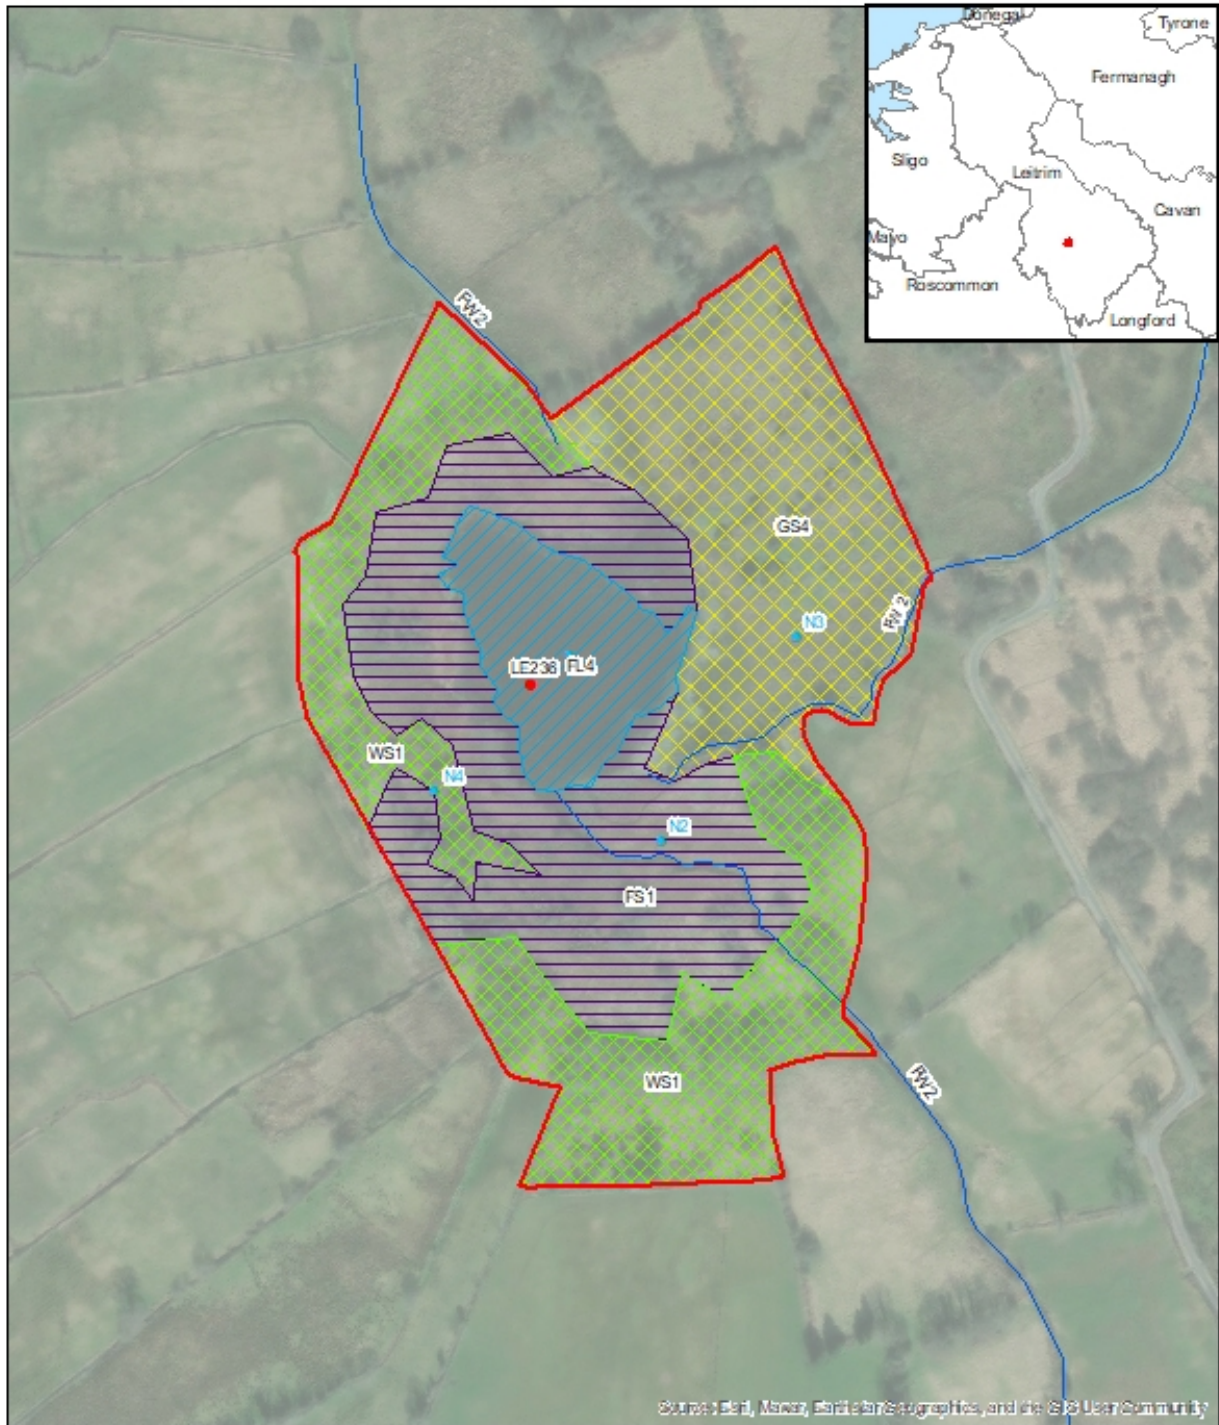 Donegal
Tyrone
Fermanagh
Sligo
Leitrim
Cavan
Mayo
Roscommon
Longford
FW2
GS4
FW2
N3
LE236 FL4
WS1
N4
N2
FS1
WS1
FW2
Source: Esri, Maxar, Earthstar Geographics, and the GIS User Community